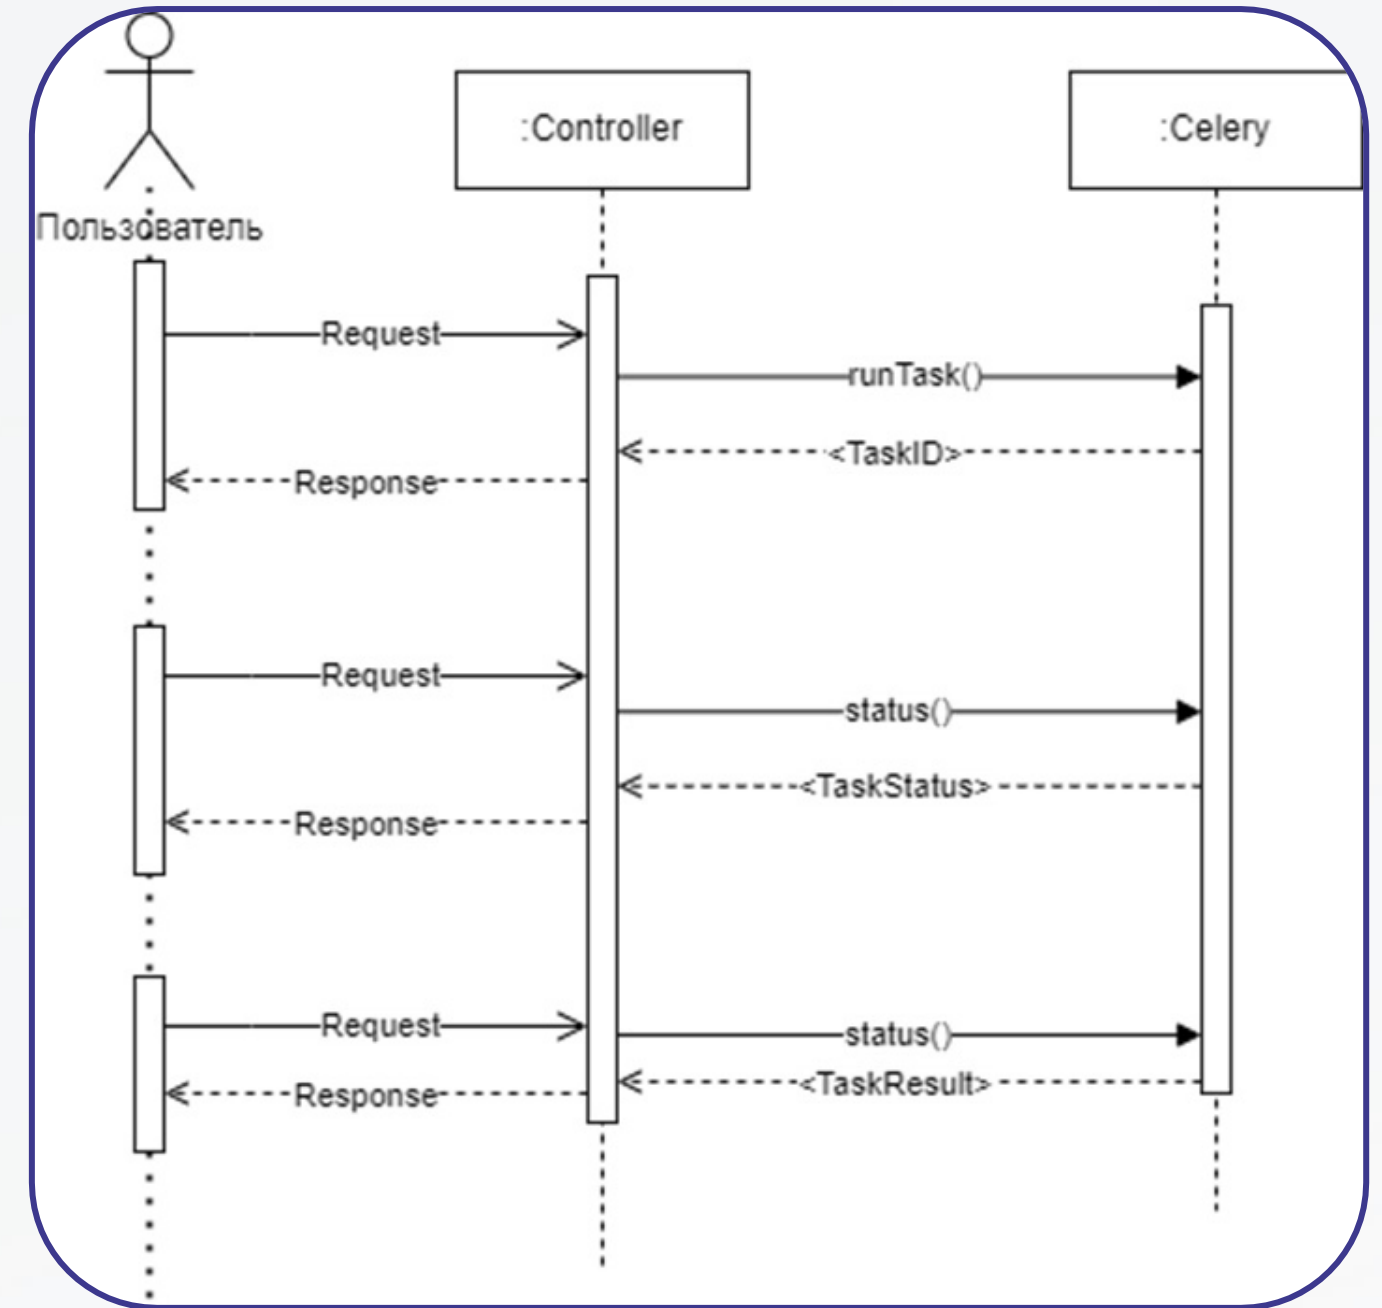 :Controller
:Celery
Пользователь
Request
runTask()
<TaskID>
Response
Request
status()
<TaskStatus>
Response
Request
status()
<TaskResult>
Response